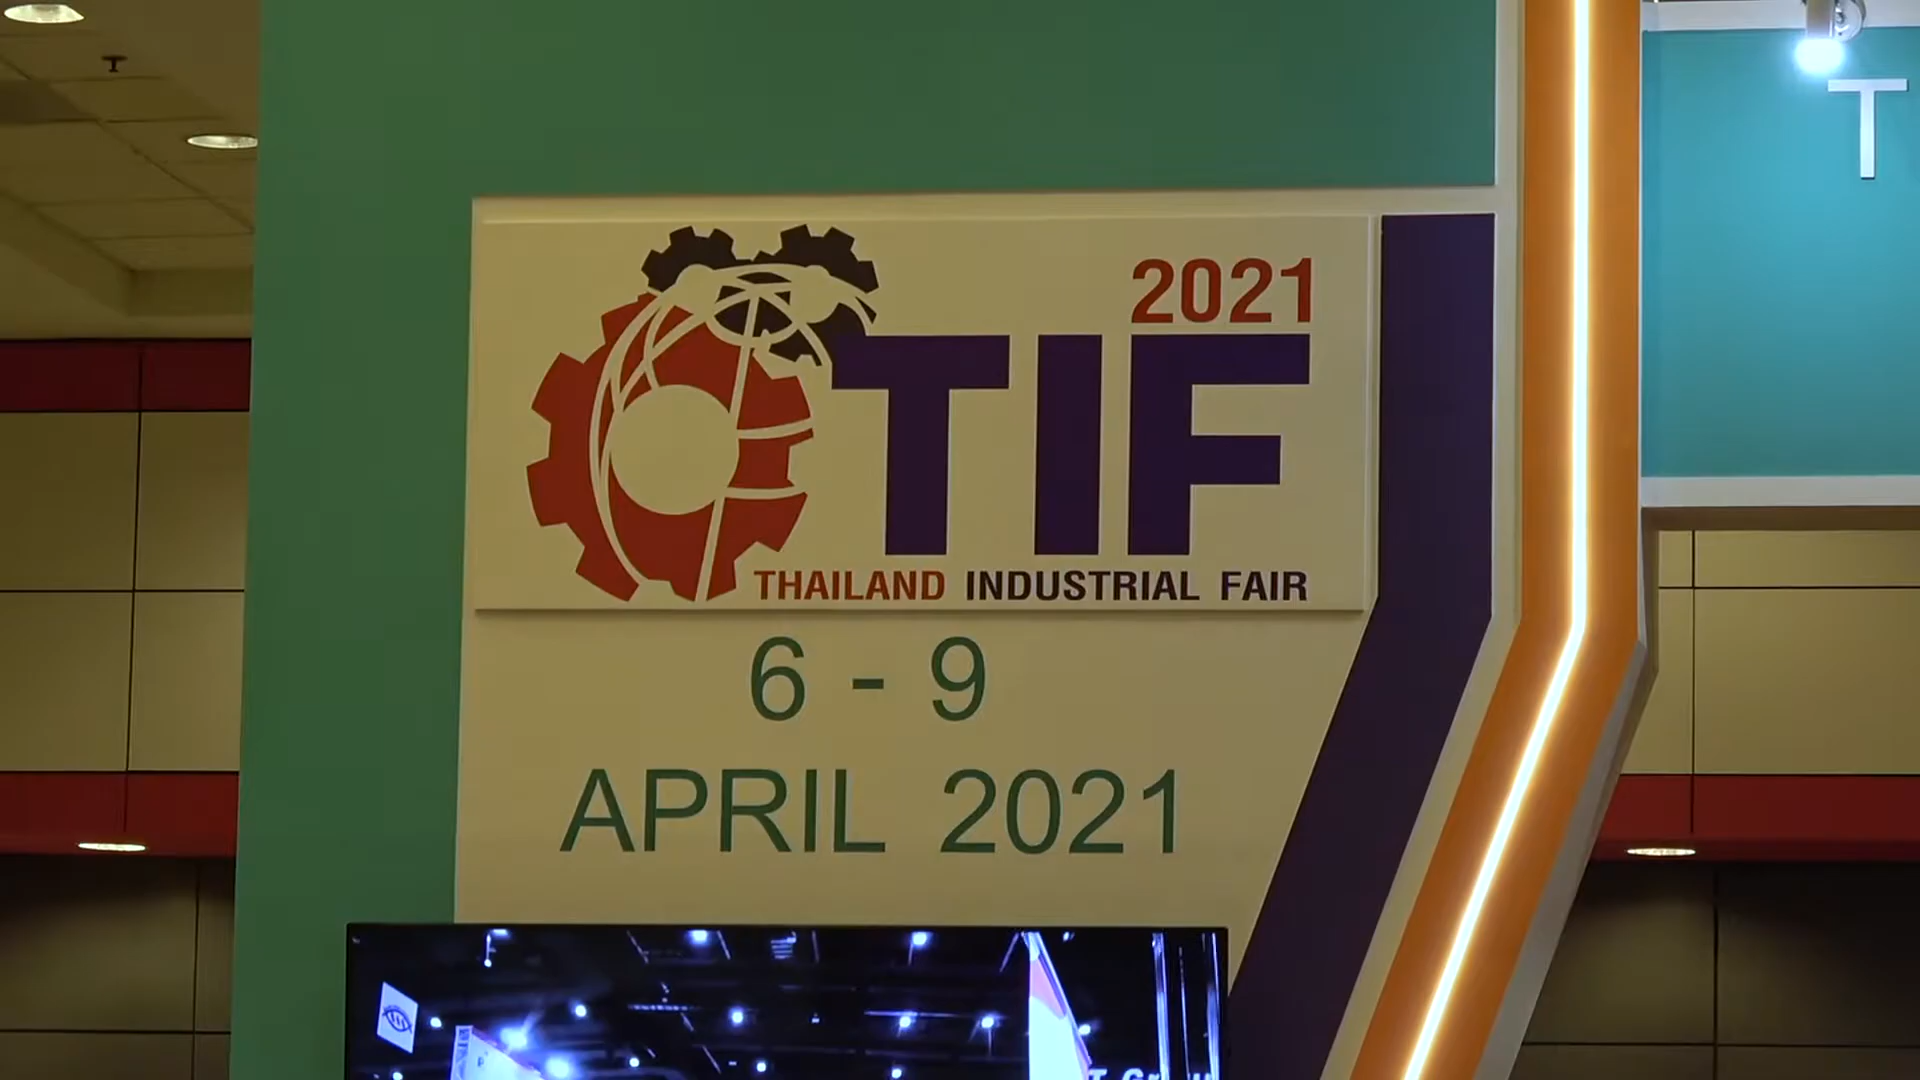 2021
TIF
THAILAND INDUSTRIAL FAIR
6 - 9
APRIL 2021
T